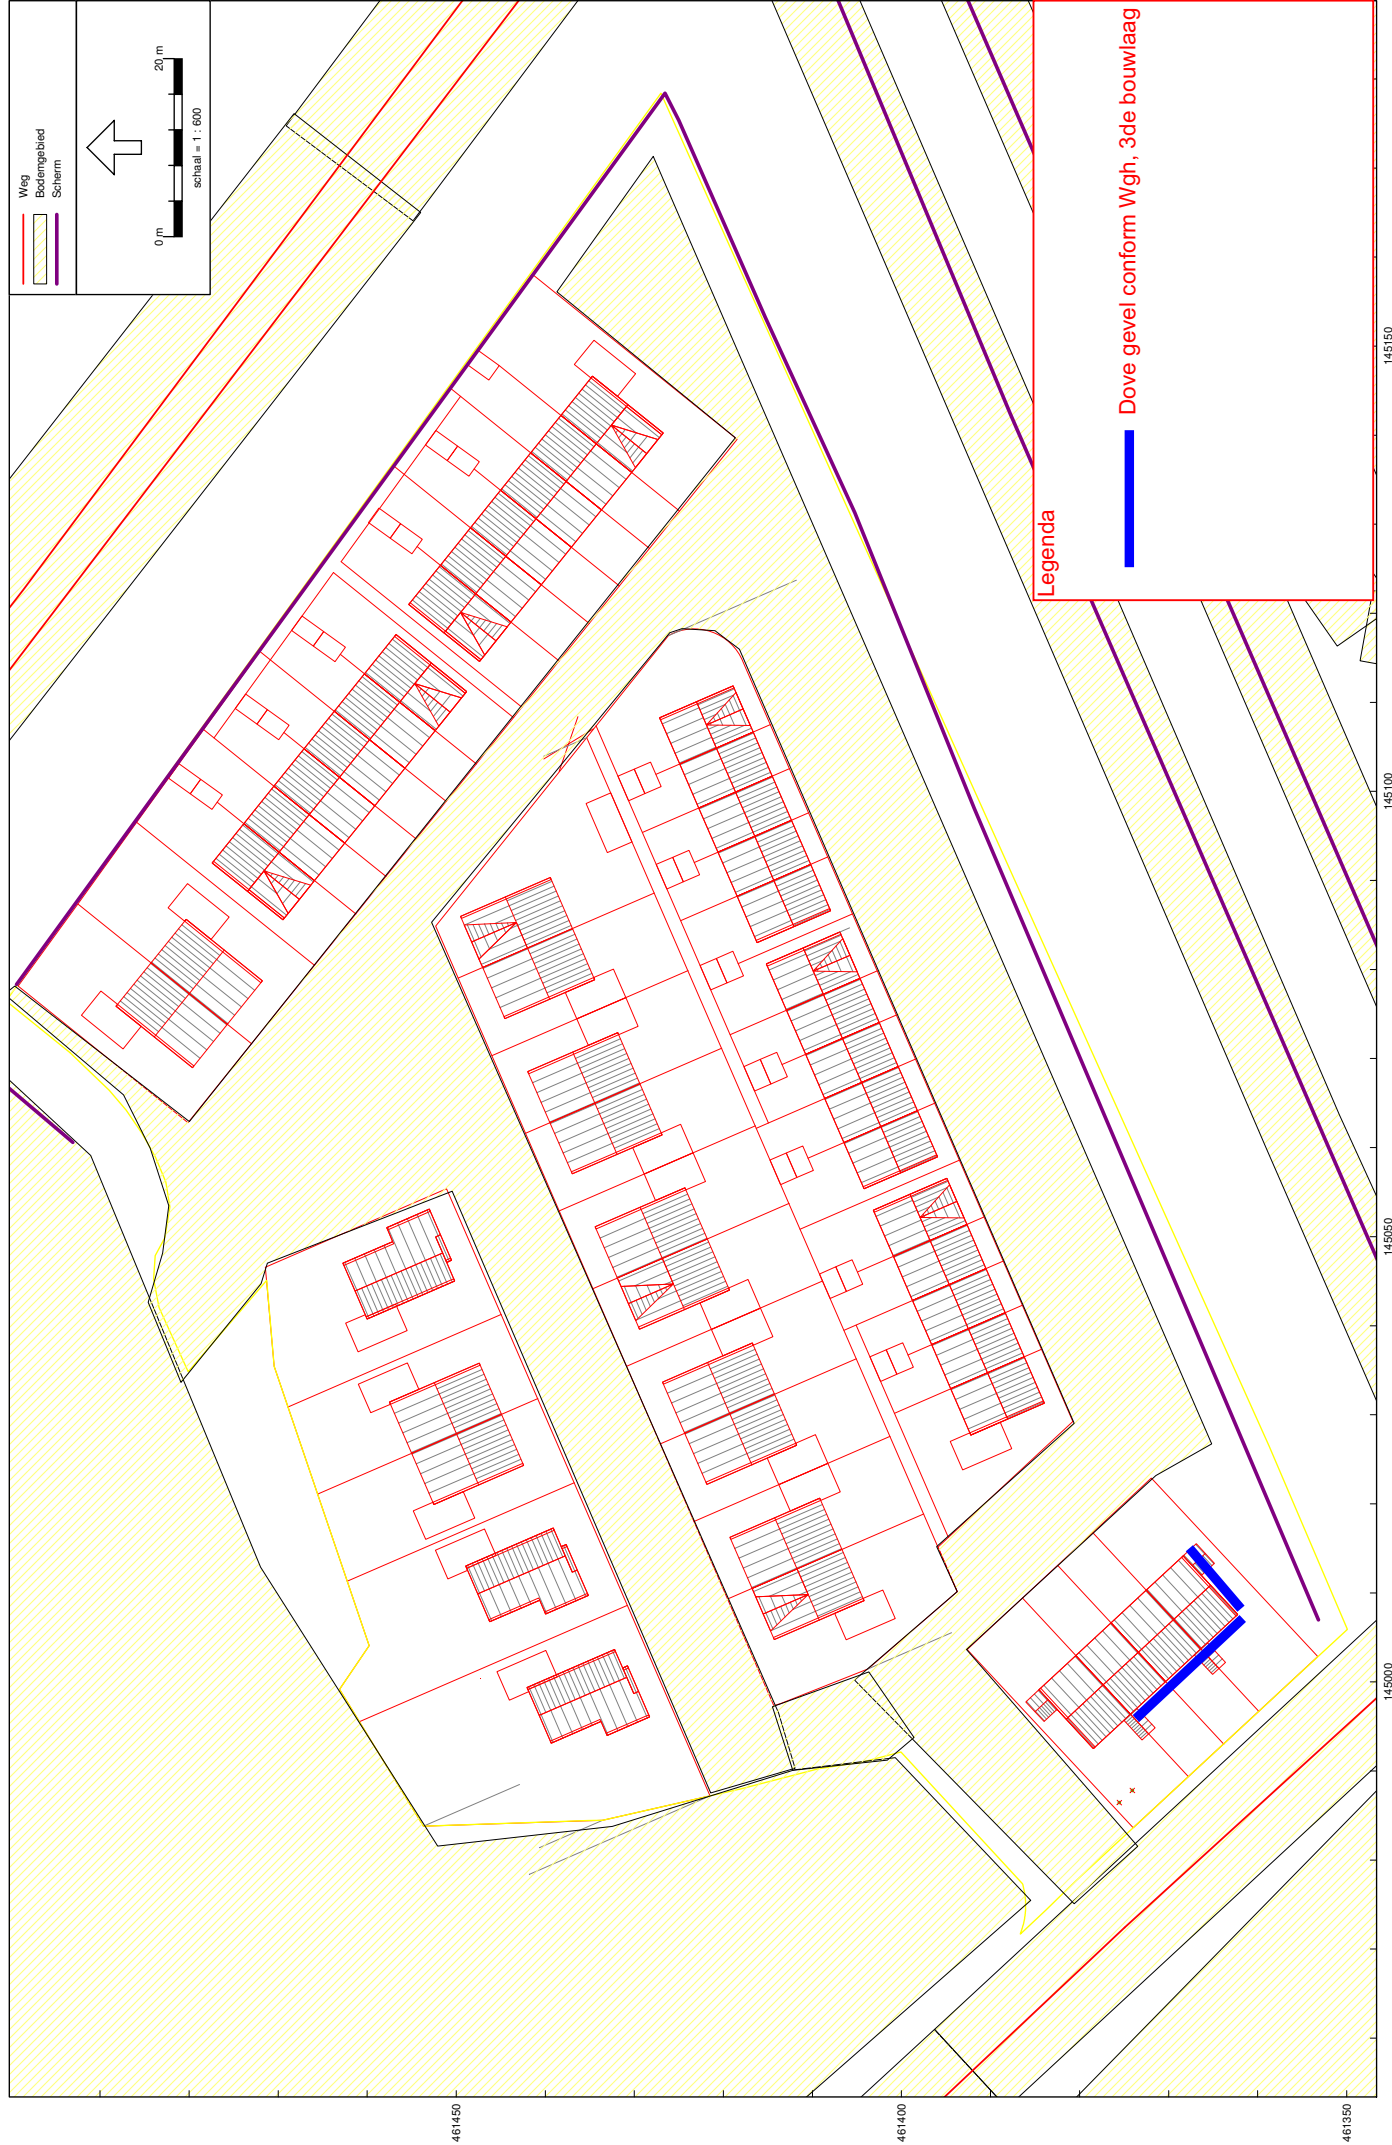 Weg
Bodemgebied
Scherm
0 m
20 m
schaal = 1 : 600
Legenda
Dove gevel conform Wgh, 3de bouwlaag
145000
145050
145100
145150
461450
461400
461350